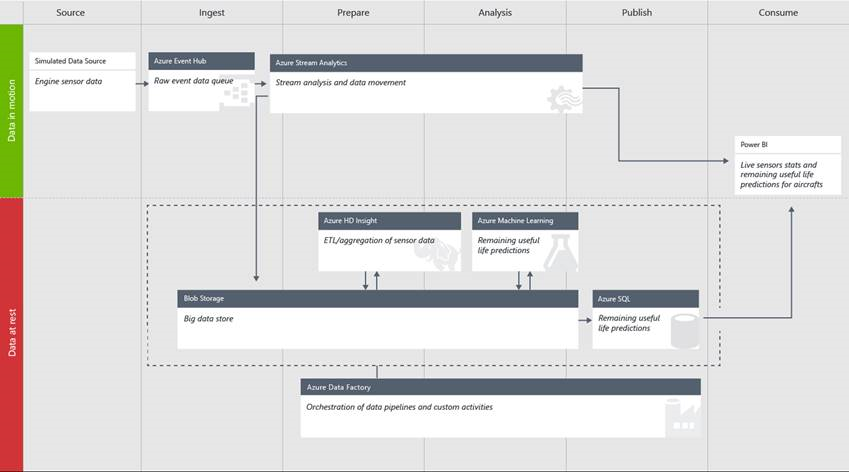 Source
Ingest
Prepare
Analysis
Publish
Consume
Data in motion
Simulated Data Source
Engine sensor data
Azure Event Hub
Raw event data queue
Azure Stream Analytics
Stream analysis and data movement
Power BI
Live sensors stats and
remaining useful life
predictions for aircrafts
Data at rest
Azure HD Insight
ETL/aggregation of sensor data
Azure Machine Learning
Remaining useful
life predictions
Blob Storage
Big data store
Azure SQL
Remaining useful
life predictions
Azure Data Factory
Orchestration of data pipelines and custom activities